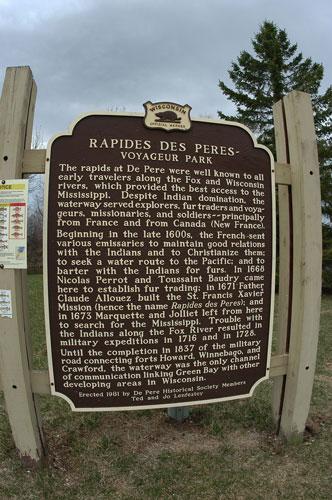 WISCONSIN
OFFICIAL MARKER
RAPIDES DES PERES-
VOYAGEUR PARK
The rapids at De Pere were well known to all
early travelers along the Fox and Wisconsin
rivers, which provided the best access to the
Mississippi. Despite Indian domination, the
waterway served explorers, fur traders and voya-
geurs, missionaries, and soldiers--principally
from France and from Canada (New France).
Beginning in the late 1600s, the French sent
various emissaries to maintain good relations
with the Indians and to Christianize them;
to seek a water route to the Pacific; and to
barter with the Indians for furs. In 1668
Nicolas Perrot and Toussaint Baudry came
here to establish fur trading; in 1671 Father
Claude Allouez built the St. Francis Xavier
Mission (hence the name Rapides des Peres); and
in 1673 Marquette and Jolliet left from here
to search for the Mississippi. Trouble with
the Indians along the Fox River resulted in
military expeditions in 1716 and in 1728.
Until the completion in 1837 of the military
road connecting forts Howard, Winnebago, and
Crawford, the waterway was the only channel
of communication linking Green Bay with other
developing areas in Wisconsin.
Erected 1981 by De Pere Historical Society Members
Ted and Jo Lenfestey
NOTICE